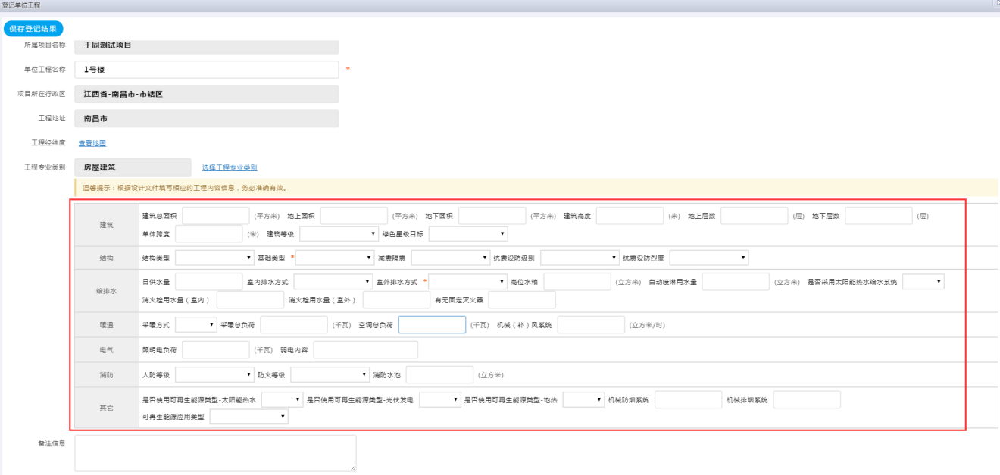 登记单位工程
保存登记结果
所属项目名称 王同测试项目
单位工程名称 1号楼 *
项目所在行政区 江西省-南昌市-市辖区
工程地址 南昌市
工程经纬度 查看地图
工程专业类别 房屋建筑 选择工程专业类别
温馨提示：根据设计文件填写相应的工程内容信息，务必准确有效。
建筑 建筑总面积 (平方米) 地上面积 (平方米) 地下面积 (平方米) 建筑高度 (米) 地上层数 (层) 地下层数 (层)
单体跨度 (米) 建筑等级 绿色星级目标
结构 结构类型 基础类型 * 减震隔震 抗震设防级别 抗震设防烈度
给排水 日供水量 室内排水方式 室外排水方式 * 高位水箱 (立方米) 自动喷淋用水量 (立方米) 是否采用太阳能热水给水系统
消火栓用水量（室内） 消火栓用水量（室外） 有无固定灭火器
暖通 采暖方式 采暖总负荷 (千瓦) 空调总负荷 (千瓦) 机械（补）风系统 (立方米/时)
电气 照明电负荷 (千瓦) 弱电内容
消防 人防等级 防火等级 消防水池 (立方米)
其它 是否使用可再生能源类型-太阳能热水 是否使用可再生能源类型-光伏发电 是否使用可再生能源类型-地热 机械防烟系统 机械排烟系统
可再生能源应用类型
备注信息